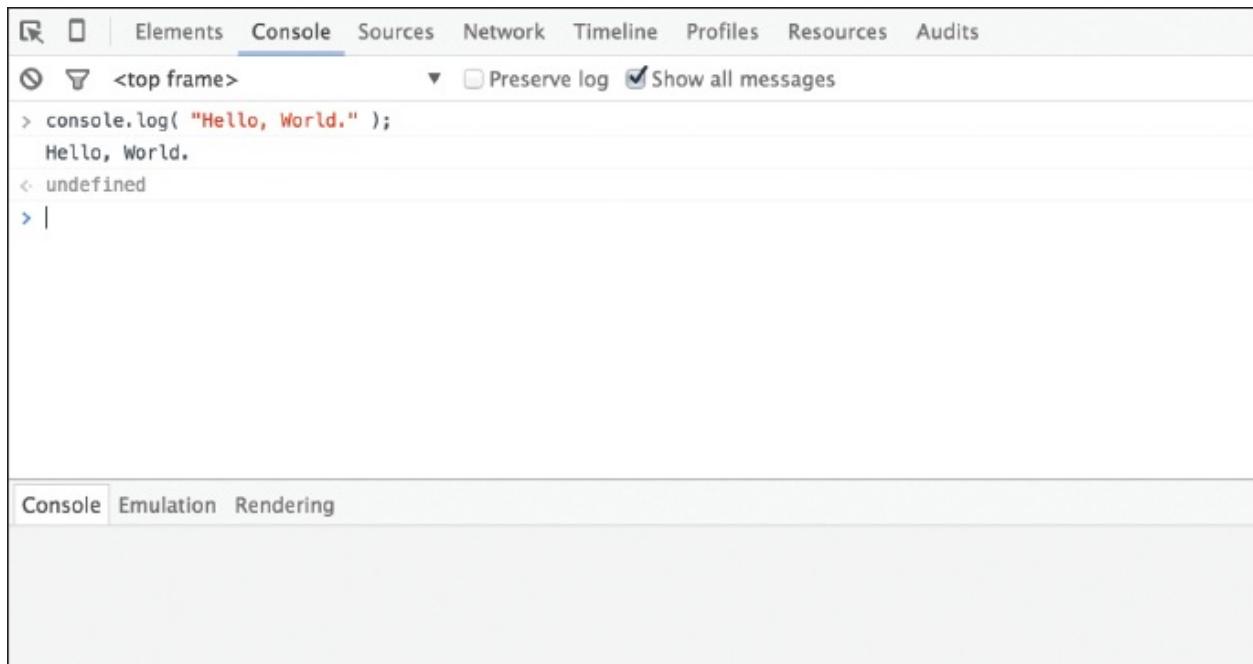 Elements Console Sources Network Timeline Profiles Resources Audits
<top frame> ▼ Preserve log Show all messages
> console.log( "Hello, World." );
Hello, World.
<· undefined
>
Console Emulation Rendering